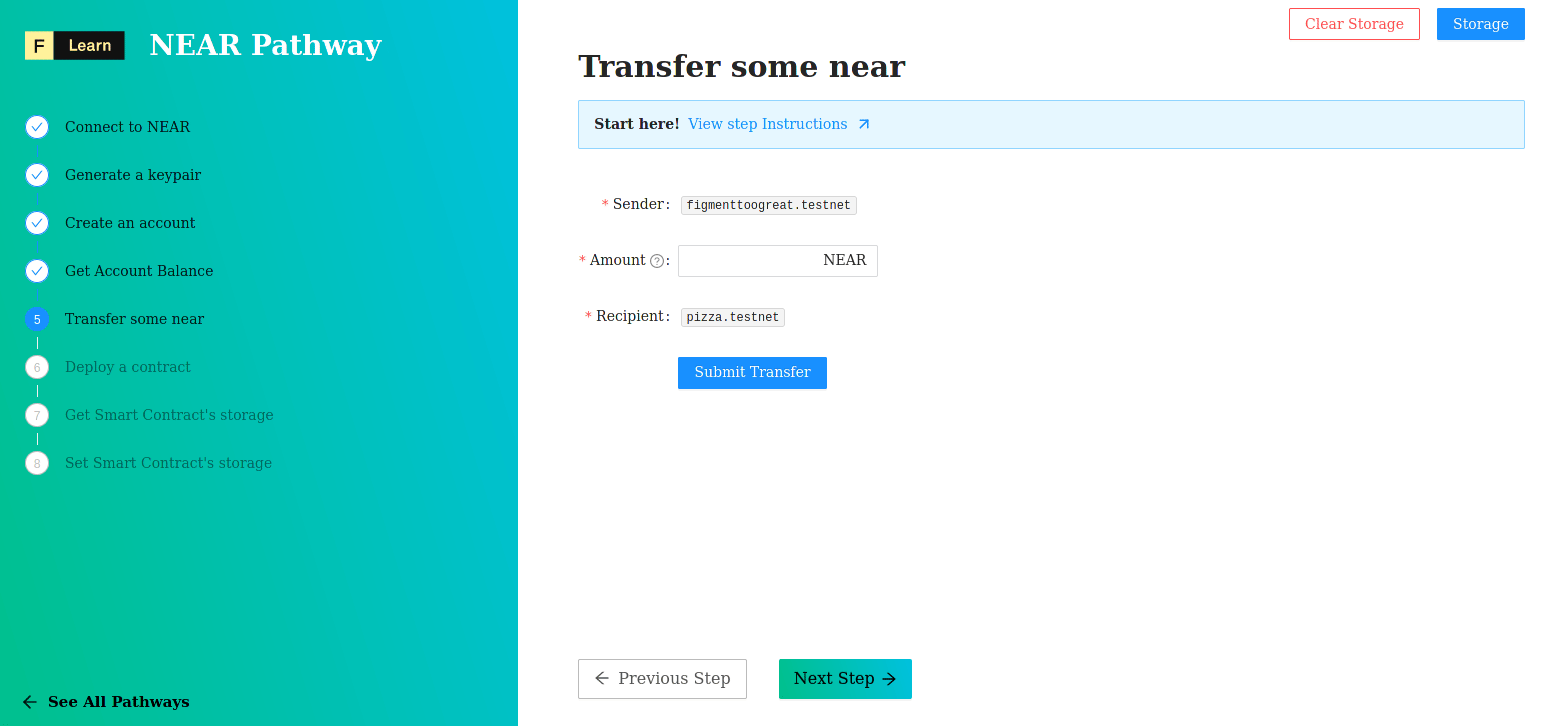 F Learn
NEAR Pathway
Connect to NEAR
Generate a keypair
Create an account
Get Account Balance
5 Transfer some near
6 Deploy a contract
7 Get Smart Contract's storage
8 Set Smart Contract's storage
See All Pathways
Clear Storage
Storage
Transfer some near
Start here! View step Instructions
* Sender: figmenttoogreat.testnet
* Amount ?: NEAR
* Recipient: pizza.testnet
Submit Transfer
Previous Step
Next Step